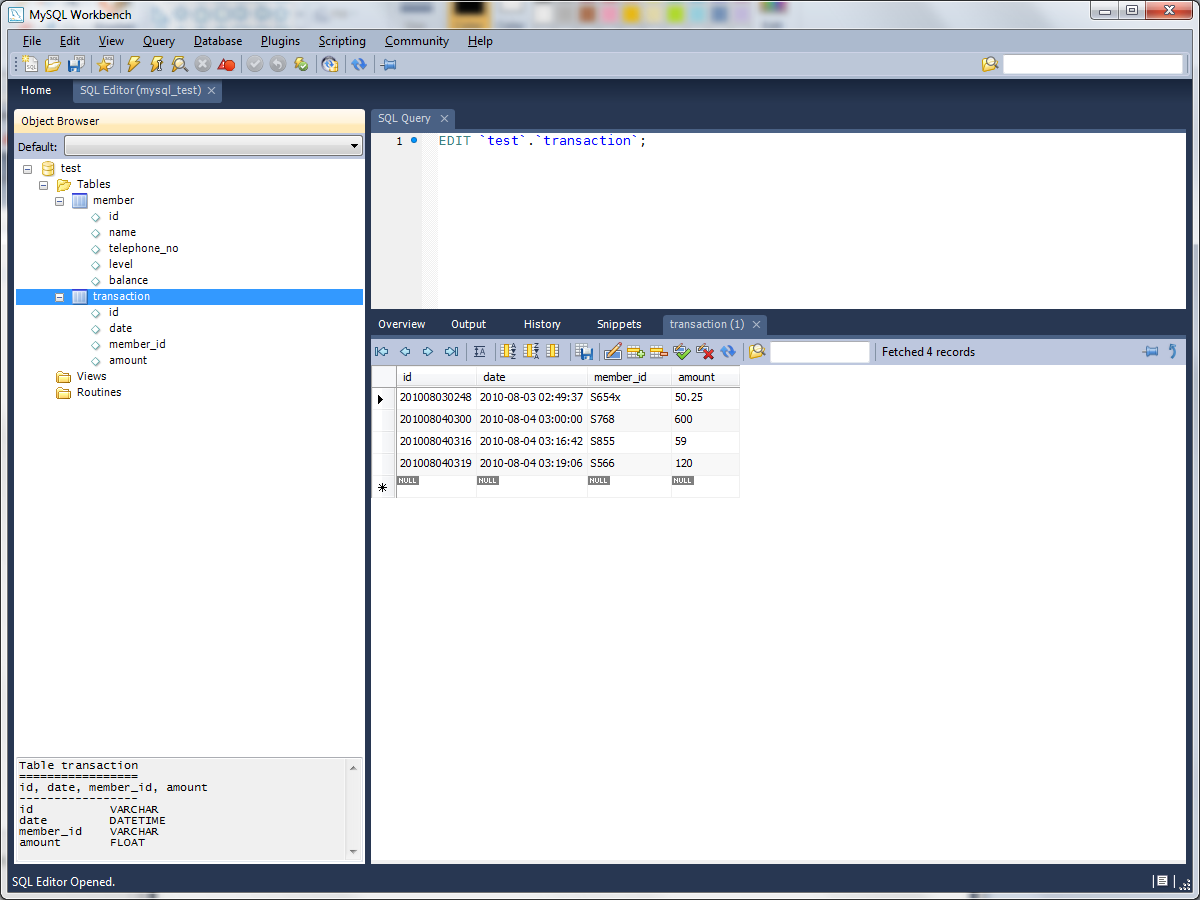 MySQL Workbench
File Edit View Query Database Plugins Scripting Community Help
Home SQL Editor (mysql_test)
Object Browser
Default:
test
Tables
member
id
name
telephone_no
level
balance
transaction
id
date
member_id
amount
Views
Routines
Table transaction
=================
id, date, member_id, amount
-----------------
id VARCHAR
date DATETIME
member_id VARCHAR
amount FLOAT
SQL Query
1 EDIT `test`.`transaction`;
Overview Output History Snippets transaction (1)
Fetched 4 records
id date member_id amount
201008030248 2010-08-03 02:49:37 S654x 50.25
201008040300 2010-08-04 03:00:00 S768 600
201008040316 2010-08-04 03:16:42 S855 59
201008040319 2010-08-04 03:19:06 S566 120
NULL NULL NULL NULL
SQL Editor Opened.